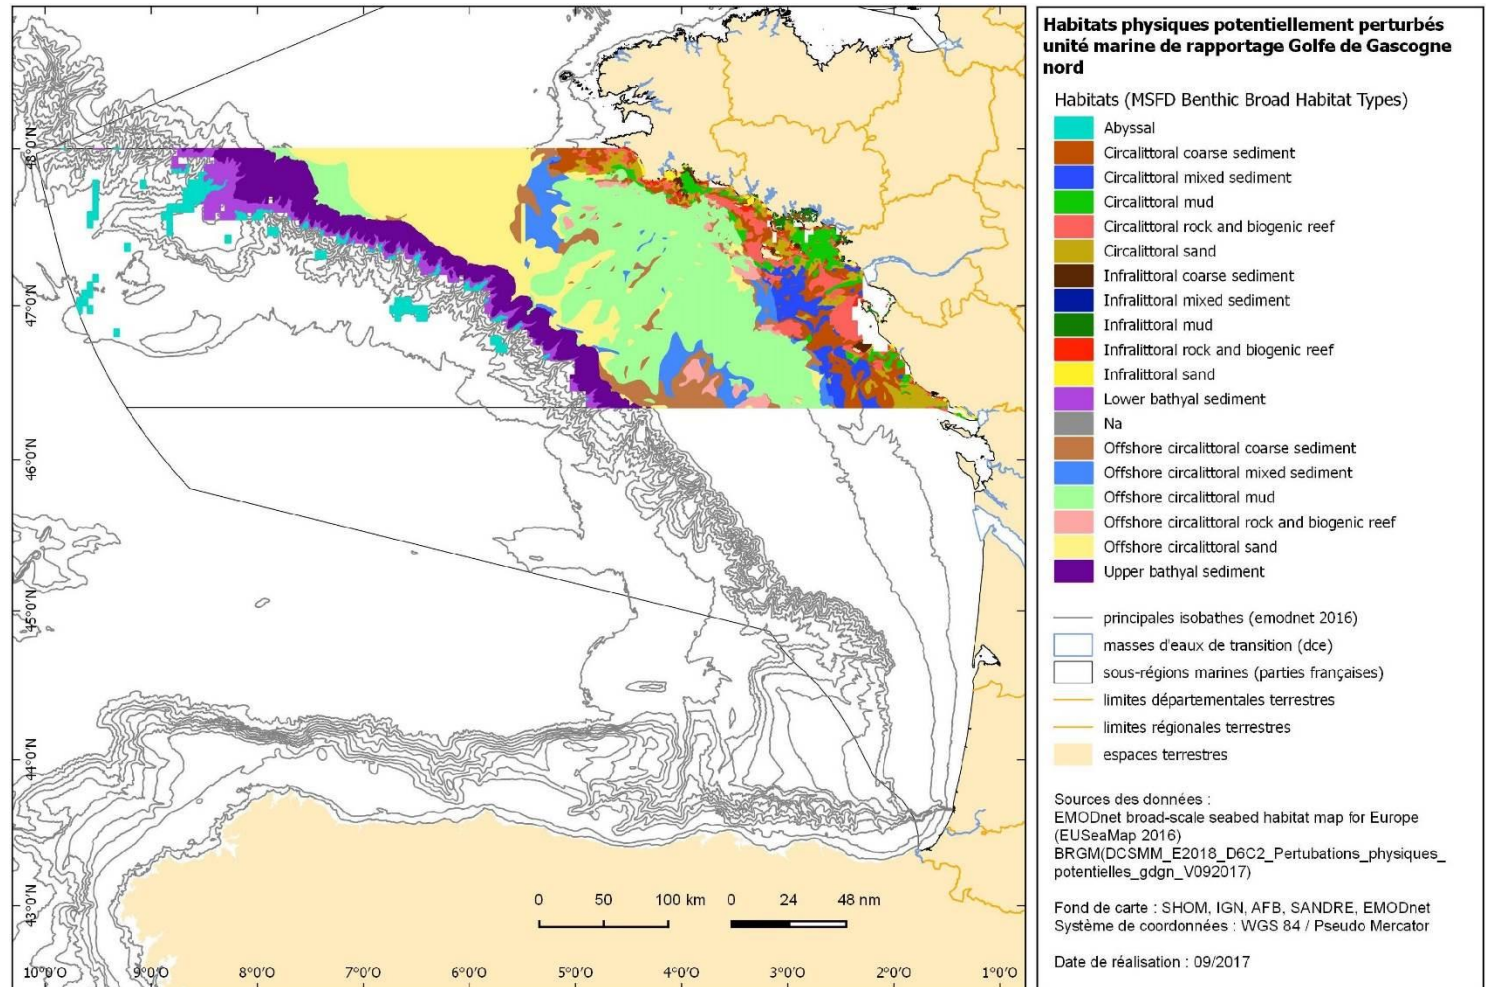 Habitats physiques potentiellement perturbés
unité marine de rapportage Golfe de Gascogne
nord
Habitats (MSFD Benthic Broad Habitat Types)
Abyssal
Circalittoral coarse sediment
Circalittoral mixed sediment
Circalittoral mud
Circalittoral rock and biogenic reef
Circalittoral sand
Infralittoral coarse sediment
Infralittoral mixed sediment
Infralittoral mud
Infralittoral rock and biogenic reef
Infralittoral sand
Lower bathyal sediment
Na
Offshore circalittoral coarse sediment
Offshore circalittoral mixed sediment
Offshore circalittoral mud
Offshore circalittoral rock and biogenic reef
Offshore circalittoral sand
Upper bathyal sediment
principales isobathes (emodnet 2016)
masses d'eaux de transition (dce)
sous-régions marines (parties françaises)
limites départementales terrestres
limites régionales terrestres
espaces terrestres
Sources des données :
EMODnet broad-scale seabed habitat map for Europe
(EUSeaMap 2016)
BRGM(DCSMM_E2018_D6C2_Pertubations_physiques_
potentielles_gdgn_V092017)
Fond de carte : SHOM, IGN, AFB, SANDRE, EMODnet
Système de coordonnées : WGS 84 / Pseudo Mercator
Date de réalisation : 09/2017
48°0'N
47°0'N
46°0'N
45°0'N
44°0'N
43°0'N
0 50 100 km
0 24 48 nm
10°0'O 9°0'O 8°0'O 7°0'O 6°0'O 5°0'O 4°0'O 3°0'O 2°0'O 1°0'O